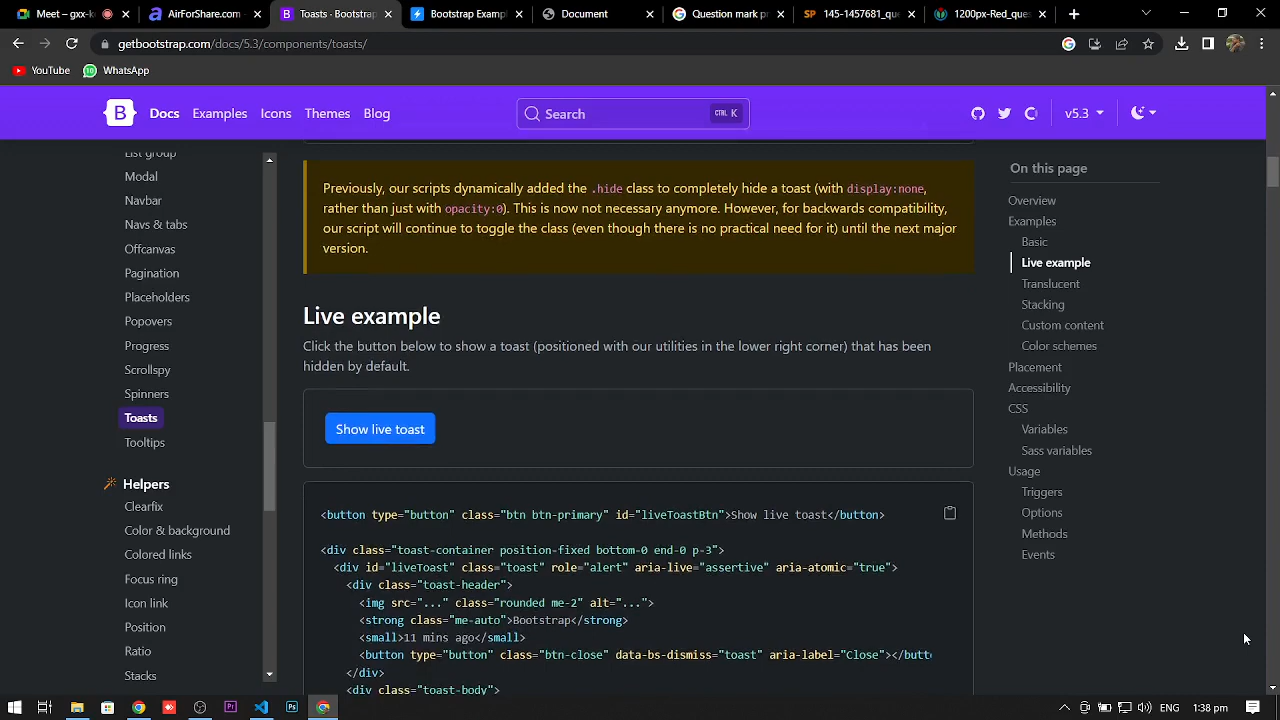 Meet – gxx-k
AirForShare.com
Toasts · Bootstrap
Bootstrap Examp
Document
Question mark p
145-1457681_qu
1200px-Red_ques
getbootstrap.com/docs/5.3/components/toasts/
YouTube
WhatsApp
B Docs Examples Icons Themes Blog
Search
CTRL K
v5.3
List group
Modal
Navbar
Navs & tabs
Offcanvas
Pagination
Placeholders
Popovers
Progress
Scrollspy
Spinners
Toasts
Tooltips
Helpers
Clearfix
Color & background
Colored links
Focus ring
Icon link
Position
Ratio
Stacks
Previously, our scripts dynamically added the .hide class to completely hide a toast (with display:none,
rather than just with opacity:0). This is now not necessary anymore. However, for backwards compatibility,
our script will continue to toggle the class (even though there is no practical need for it) until the next major
version.
Live example
Click the button below to show a toast (positioned with our utilities in the lower right corner) that has been
hidden by default.
Show live toast
<button type="button" class="btn btn-primary" id="liveToastBtn">Show live toast</button>
<div class="toast-container position-fixed bottom-0 end-0 p-3">
<div id="liveToast" class="toast" role="alert" aria-live="assertive" aria-atomic="true">
<div class="toast-header">
<img src="..." class="rounded me-2" alt="...">
<strong class="me-auto">Bootstrap</strong>
<small>11 mins ago</small>
<button type="button" class="btn-close" data-bs-dismiss="toast" aria-label="Close"></butt
</div>
<div class="toast-body">
On this page
Overview
Examples
Basic
Live example
Translucent
Stacking
Custom content
Color schemes
Placement
Accessibility
CSS
Variables
Sass variables
Usage
Triggers
Options
Methods
Events
ENG
1:38 pm